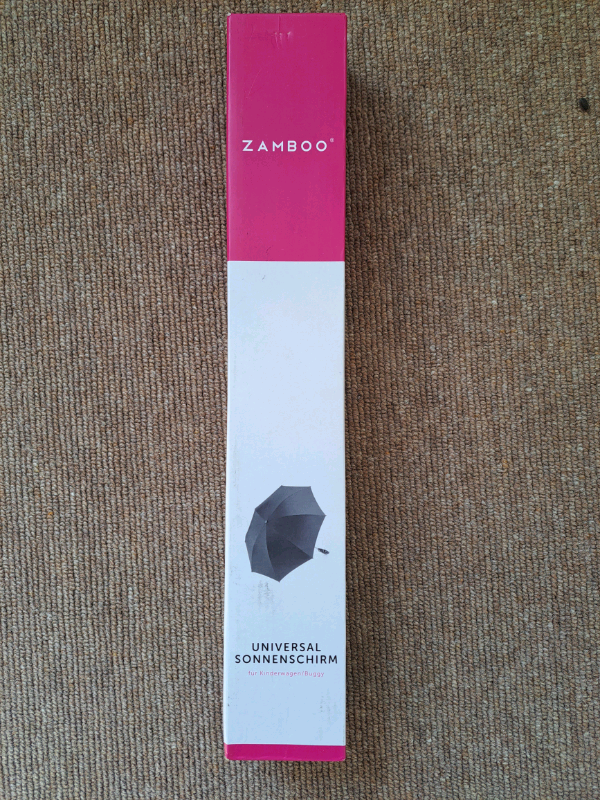 ZAMBOO®
UNIVERSAL
SONNENSCHIRM
für Kinderwagen/Buggy